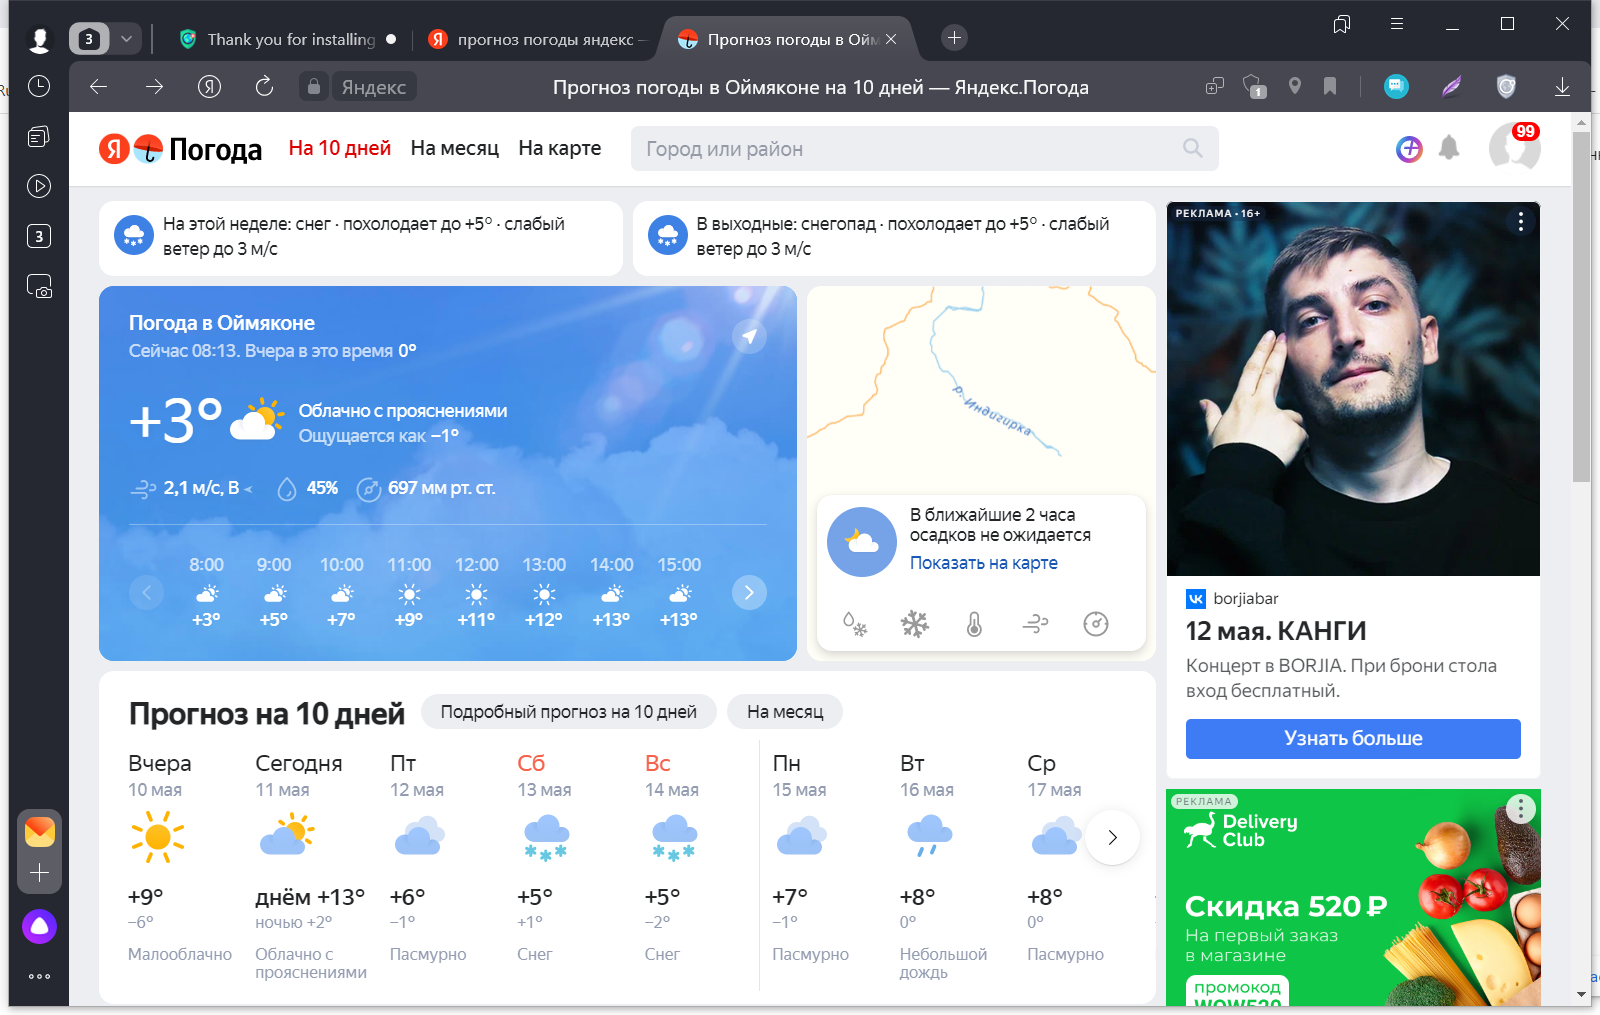 3
Thank you for installing
прогноз погоды яндекс —
Прогноз погоды в Ойм
Яндекс
Прогноз погоды в Оймяконе на 10 дней — Яндекс.Погода
1
3
Я Погода
На 10 дней
На месяц
На карте
Город или район
99
На этой неделе: снег · похолодает до +5° · слабый
ветер до 3 м/с
В выходные: снегопад · похолодает до +5° · слабый
ветер до 3 м/с
Погода в Оймяконе
Сейчас 08:13. Вчера в это время 0°
+3°
Облачно с прояснениями
Ощущается как −1°
2,1 м/с, В
45%
697 мм рт. ст.
8:00 9:00 10:00 11:00 12:00 13:00 14:00 15:00
+3° +5° +7° +9° +11° +12° +13° +13°
р. Индигирка
В ближайшие 2 часа
осадков не ожидается
Показать на карте
Прогноз на 10 дней
Подробный прогноз на 10 дней
На месяц
Вчера Сегодня Пт Сб Вс Пн Вт Ср
10 мая 11 мая 12 мая 13 мая 14 мая 15 мая 16 мая 17 мая
+9° днём +13° +6° +5° +5° +7° +8° +8°
−6° ночью +2° −1° +1° −2° −1° 0° 0°
Малооблачно Облачно с Пасмурно Снег Снег Пасмурно Небольшой Пасмурно
прояснениями дождь
РЕКЛАМА • 16+
borjiabar
12 мая. КАНГИ
Концерт в BORJIA. При брони стола
вход бесплатный.
Узнать больше
РЕКЛАМА
Delivery
Club
Скидка 520 ₽
На первый заказ
в магазине
промокод
WOW520